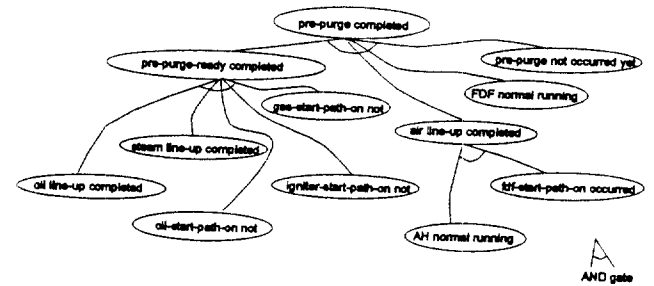 pre-purge completed
pre-purge-ready completed
pre-purge not occurred yet
gas-start-path-on not
FDF normal running
air line-up completed
steam line-up completed
oil line-up completed
igniter-start-path-on not
fdf-start-path-on occurred
oil-start-path-on not
AH normal running
AND gate